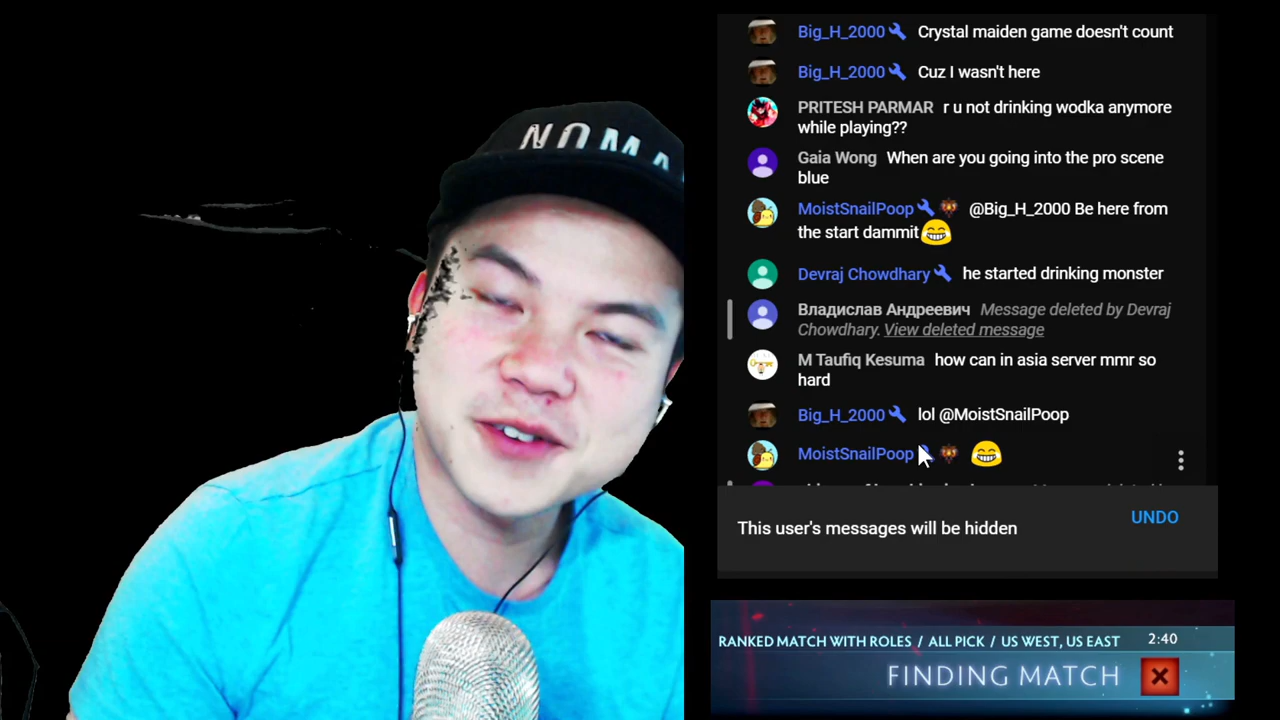 NOMA
Big_H_2000 Crystal maiden game doesn't count
Big_H_2000 Cuz I wasn't here
PRITESH PARMAR r u not drinking wodka anymore
while playing??
Gaia Wong When are you going into the pro scene
blue
MoistSnailPoop @Big_H_2000 Be here from
the start dammit
Devraj Chowdhary he started drinking monster
Владислав Андреевич Message deleted by Devraj
Chowdhary. View deleted message
M Taufiq Kesuma how can in asia server mmr so
hard
Big_H_2000 lol @MoistSnailPoop
MoistSnailPoop
This user's messages will be hidden
UNDO
RANKED MATCH WITH ROLES / ALL PICK / US WEST, US EAST 2:40
FINDING MATCH